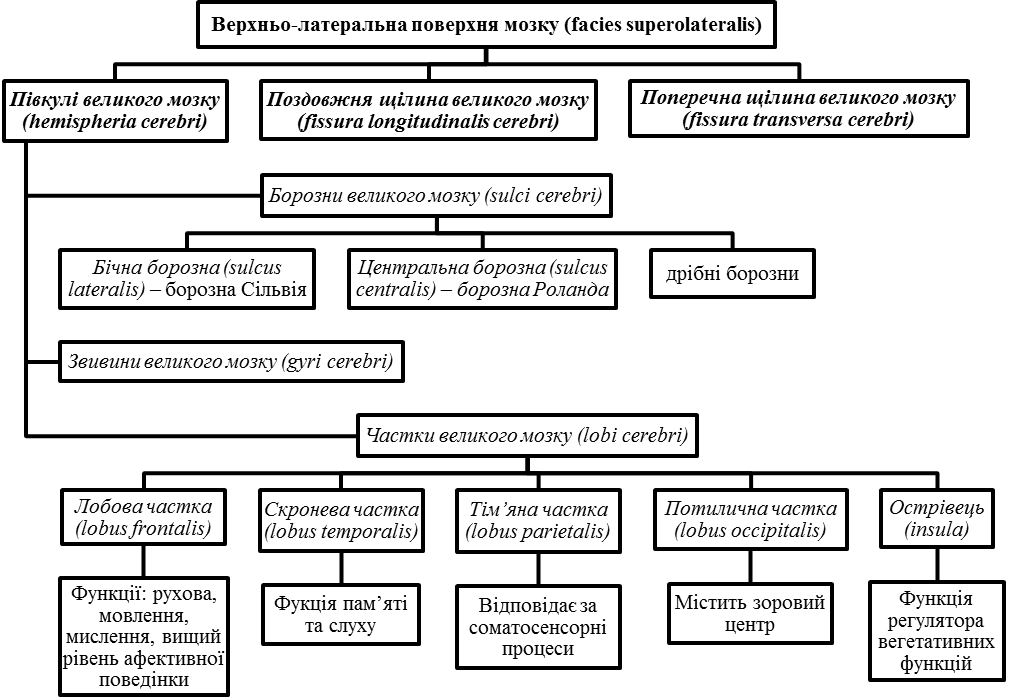 Верхньо-латеральна поверхня мозку (facies superolateralis)
Півкулі великого мозку
(hemispheria cerebri)
Поздовжня щілина великого мозку
(fissura longitudinalis cerebri)
Поперечна щілина великого мозку
(fissura transversa cerebri)
Борозни великого мозку (sulci cerebri)
Бічна борозна (sulcus
lateralis) – борозна Сільвія
Центральна борозна (sulcus
centralis) – борозна Роланда
дрібні борозни
Звивини великого мозку (gyri cerebri)
Частки великого мозку (lobi cerebri)
Лобова частка
(lobus frontalis)
Скронева частка
(lobus temporalis)
Тім’яна частка
(lobus parietalis)
Потилична частка
(lobus occipitalis)
Острівець
(insula)
Функції: рухова,
мовлення,
мислення, вищий
рівень афективної
поведінки
Фукція пам’яті
та слуху
Відповідає за
соматосенсорні
процеси
Містить зоровий
центр
Функція
регулятора
вегетативних
функцій